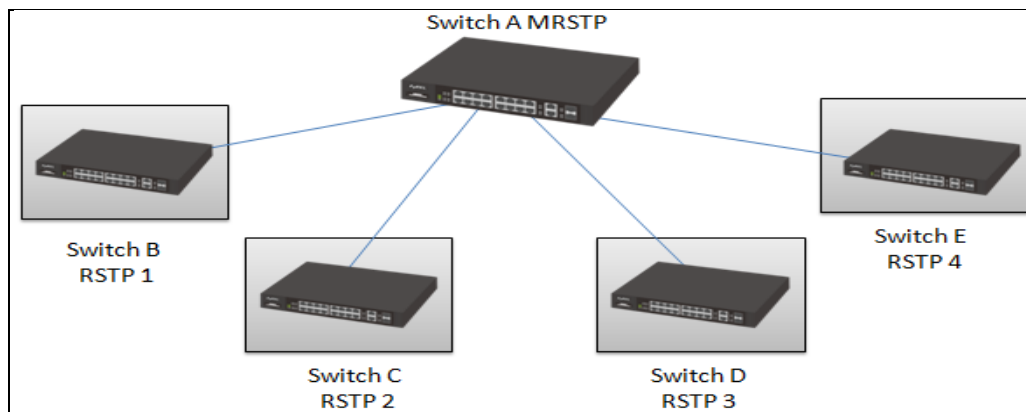 Switch A MRSTP
Switch B
RSTP 1
Switch E
RSTP 4
Switch C
RSTP 2
Switch D
RSTP 3